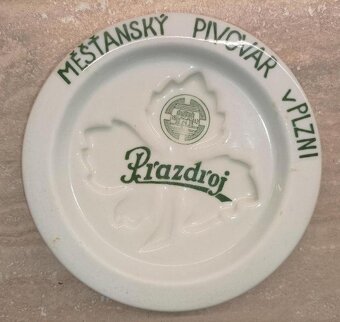 MĚŠŤANSKÝ PIVOVAR v PLZNI
Prazdroj